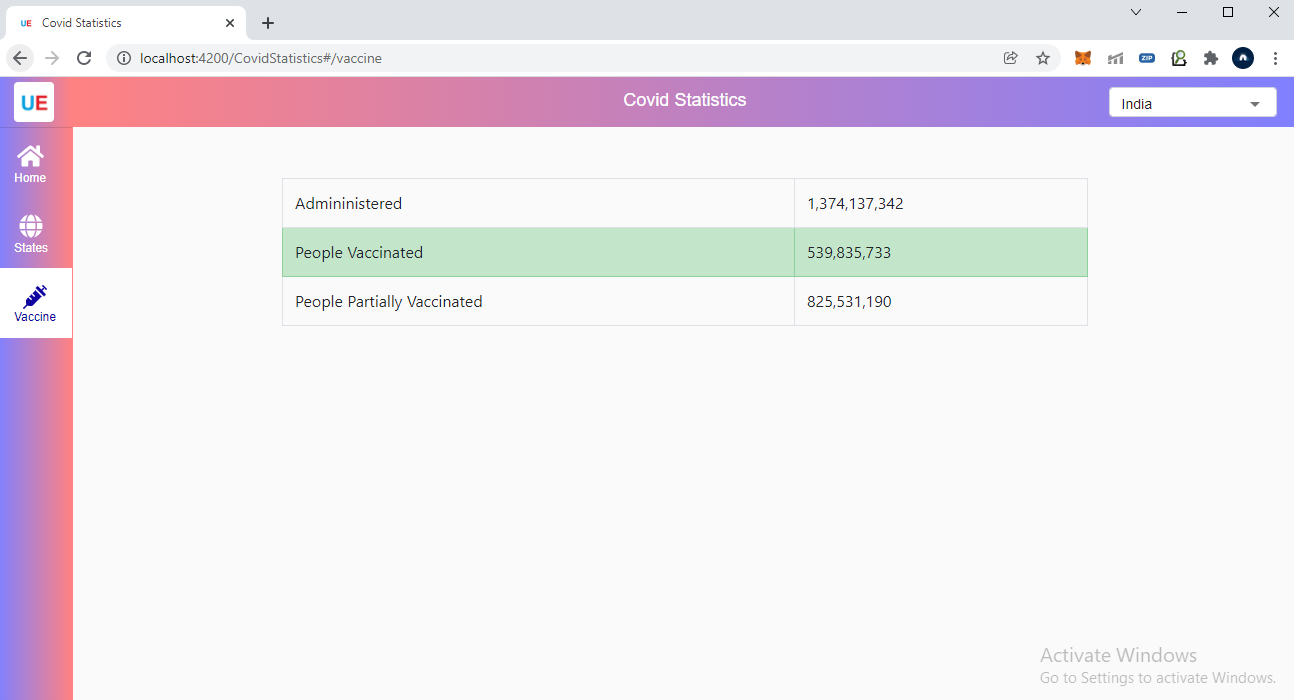 UE Covid Statistics
localhost:4200/CovidStatistics#/vaccine
ZIP
UE
Covid Statistics
India
Home
States
Vaccine
Admininistered 1,374,137,342
People Vaccinated 539,835,733
People Partially Vaccinated 825,531,190
Activate Windows
Go to Settings to activate Windows.